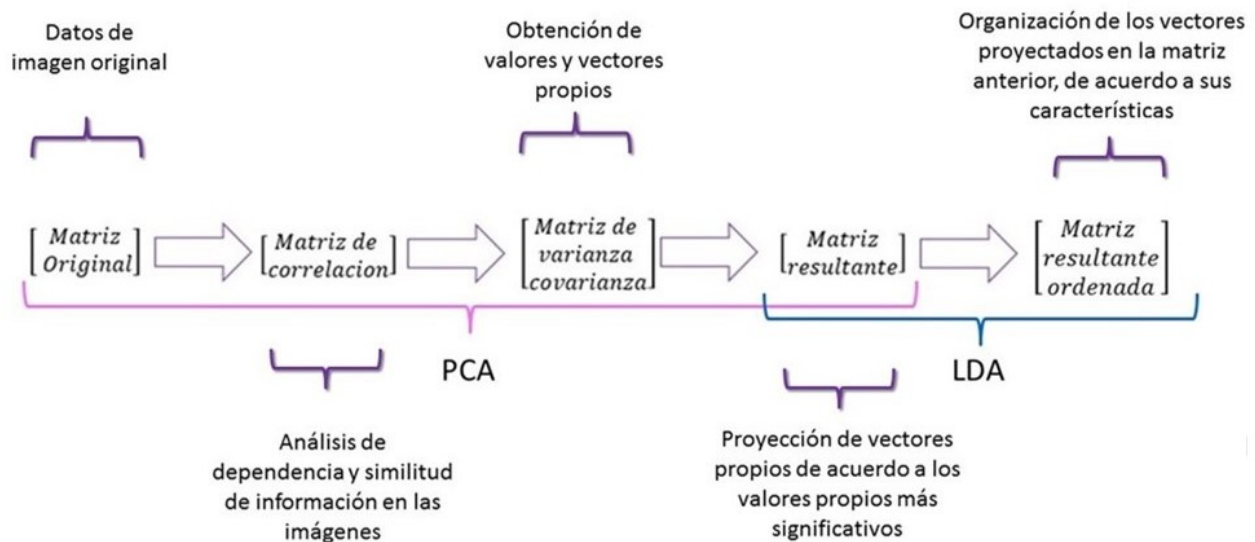 Datos de
imagen original
Obtención de
valores y vectores
propios
Organización de los vectores
proyectados en la matriz
anterior, de acuerdo a sus
características
Matriz
Original
Matriz de
correlacion
Matriz de
varianza
covarianza
Matriz
resultante
Matriz
resultante
ordenada
PCA
LDA
Análisis de
dependencia y similitud
de información en las
imágenes
Proyección de vectores
propios de acuerdo a los
valores propios más
significativos